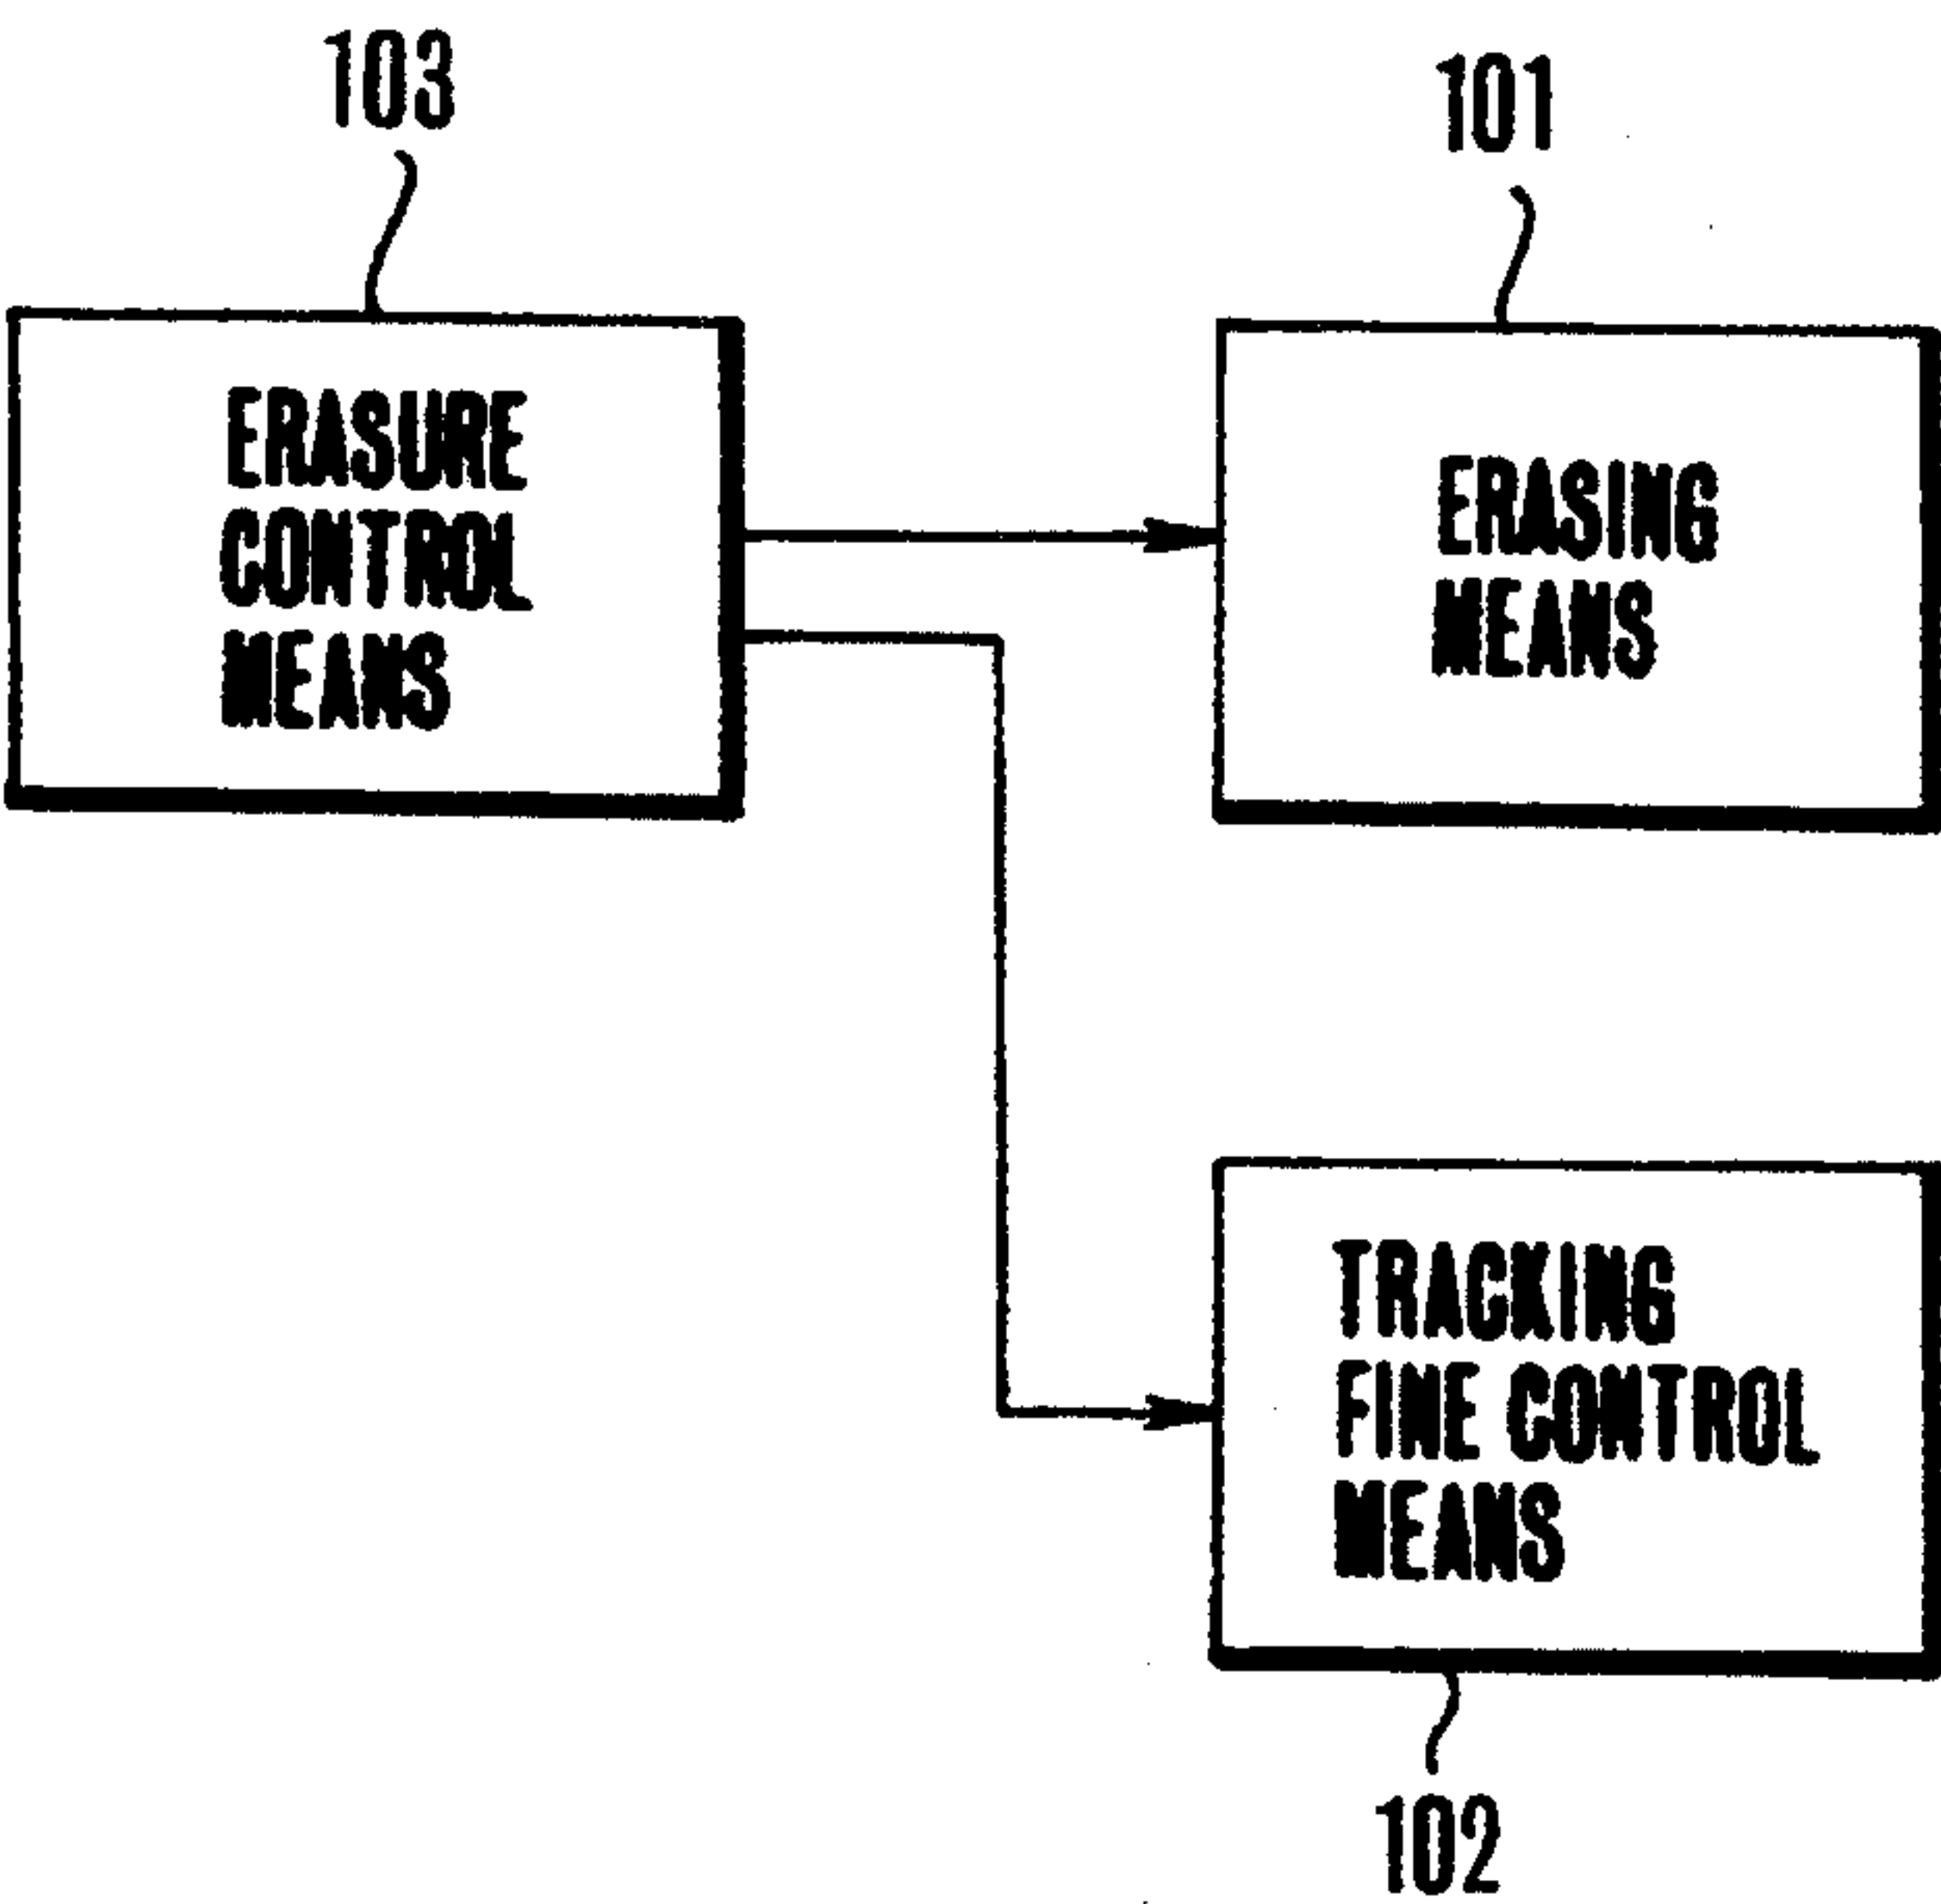 103
101
ERASURE
CONTROL
MEANS
ERASING
MEANS
TRACKING
FINE CONTROL
MEANS
102